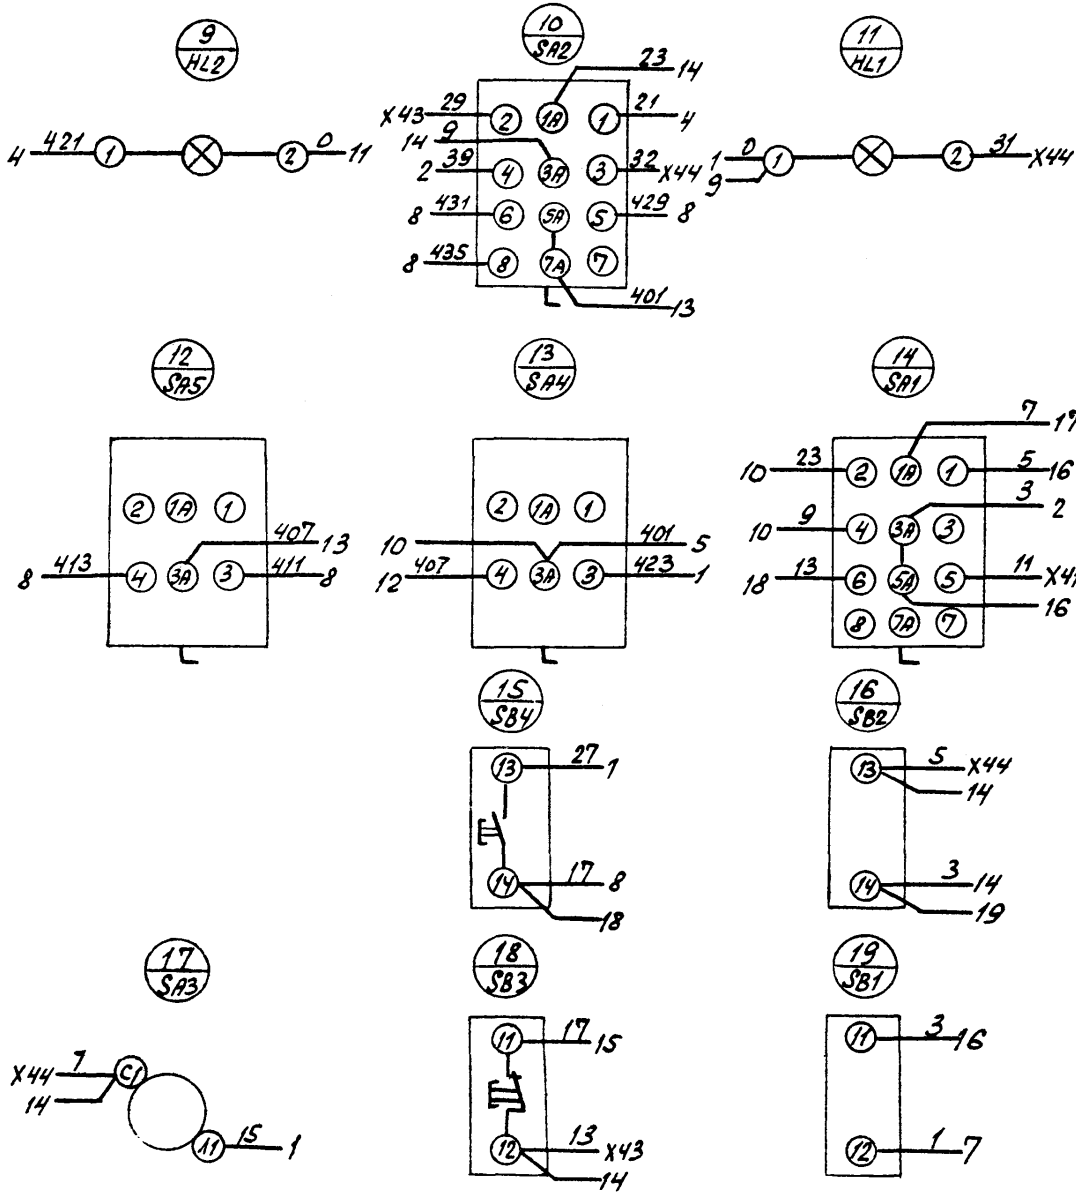 9
HL2
4 421 1 2 0 11
10
SA2
23 14
X43 29 2 1A 1 21 4
14 9
2 39 4 3A 3 32 X44
8 431 6 5A 5 429 8
8 435 8 7A 7
401 13
11
HL1
1 0 1 2 31 X44
9
12
SA5
2 1A 1
407 13
8 413 4 3A 3 411 8
13
SA4
2 1A 1
10 401 5
12 407 4 3A 3 423 1
14
SA1
7 17
10 23 2 1A 1 5 16
3 2
10 9 4 3A 3
18 13 6 5A 5 11
16
8 7A 7
15
SB4
13 27 1
14 17 8
18
16
SB2
13 5 X44
14
14 3 14
19
17
SA3
X44 7 C1
14
11 15 1
18
SB3
11 17 15
12 13 X43
14
19
SB1
11 3 16
12 1 7